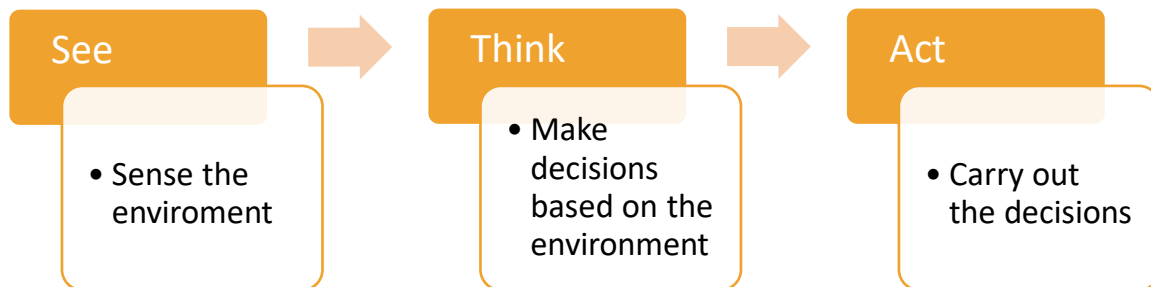 See
• Sense the
enviroment
Think
• Make
decisions
based on the
environment
Act
• Carry out
the decisions